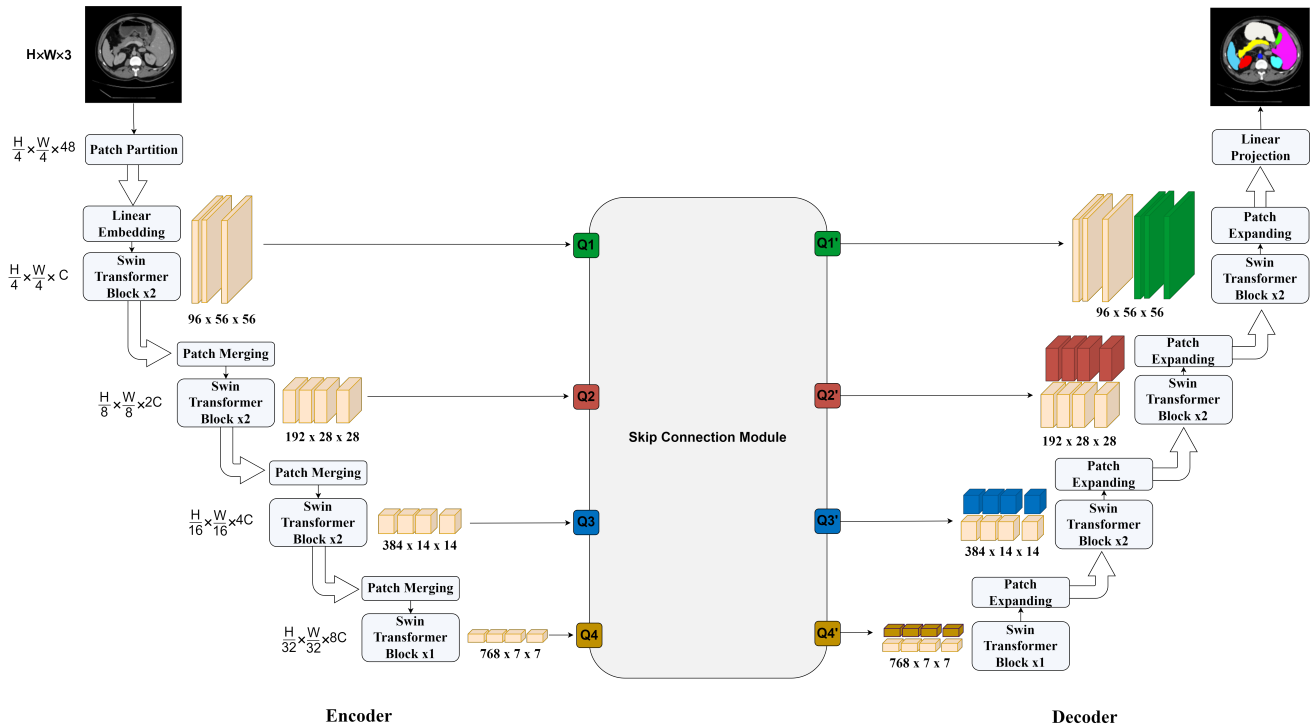 H×W×3
H/4 × W/4 × 48
Patch Partition
Linear
Embedding
H/4 × W/4 × C
Swin
Transformer
Block x2
96 x 56 x 56
Patch Merging
H/8 × W/8 × 2C
Swin
Transformer
Block x2
192 x 28 x 28
Patch Merging
H/16 × W/16 × 4C
Swin
Transformer
Block x2
384 x 14 x 14
Patch Merging
H/32 × W/32 × 8C
Swin
Transformer
Block x1
768 x 7 x 7
Encoder
Q1
Q2
Q3
Q4
Skip Connection Module
Q1'
Q2'
Q3'
Q4'
Linear
Projection
Patch
Expanding
Swin
Transformer
Block x2
96 x 56 x 56
Patch
Expanding
Swin
Transformer
Block x2
192 x 28 x 28
Patch
Expanding
Swin
Transformer
Block x2
384 x 14 x 14
Patch
Expanding
Swin
Transformer
Block x1
768 x 7 x 7
Decoder